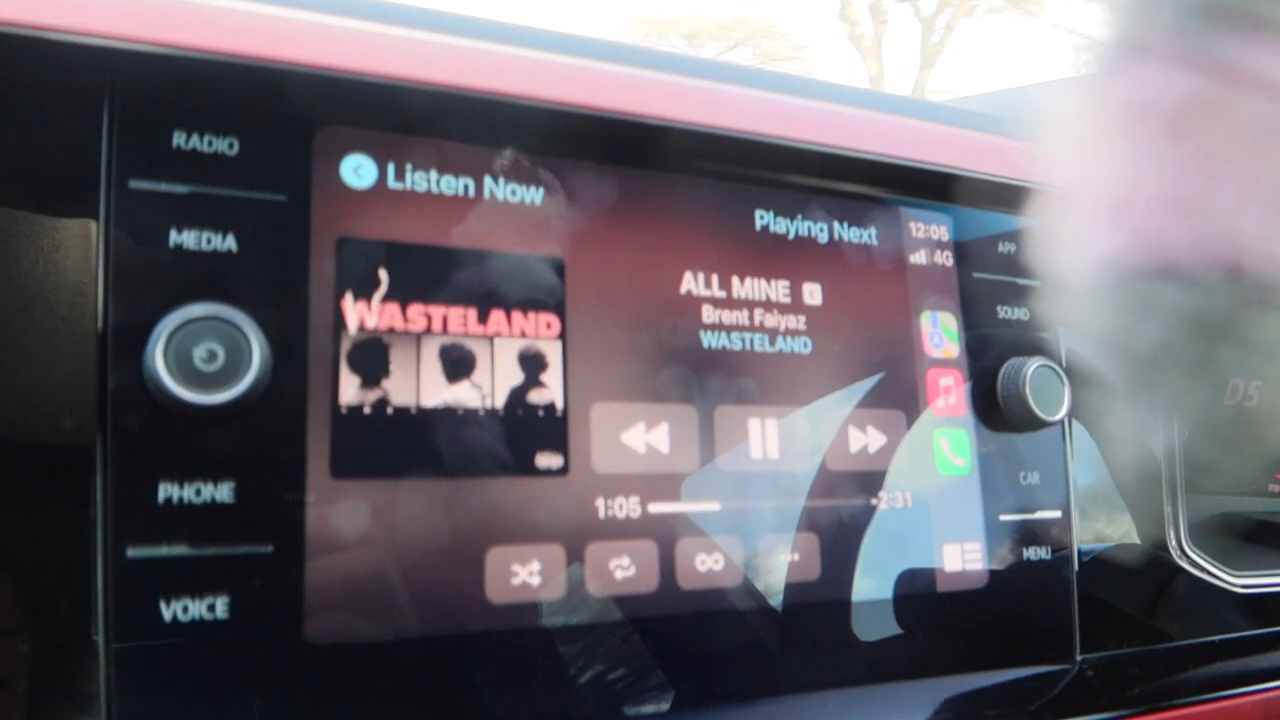 RADIO
MEDIA
PHONE
VOICE
Listen Now
Playing Next
WASTELAND
ALL MINE E
Brent Faiyaz
WASTELAND
1:05
-2:31
12:05
4G
APP
SOUND
CAR
MENU
D5